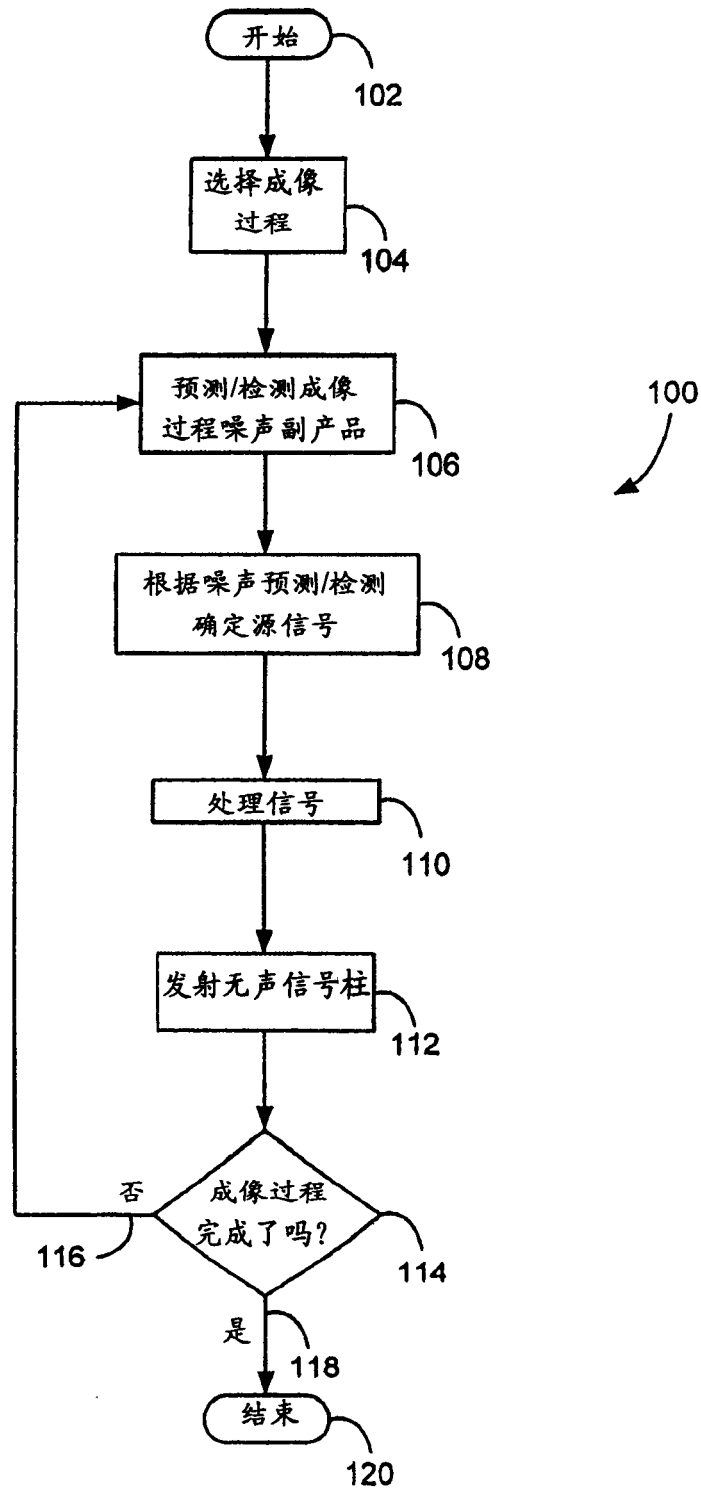 开始
102
选择成像
过程
104
预测/检测成像
过程噪声副产品
106
100
根据噪声预测/检测
确定源信号
108
处理信号
110
发射无声信号柱
112
成像过程
完成了吗?
114
否
116
是
118
结束
120